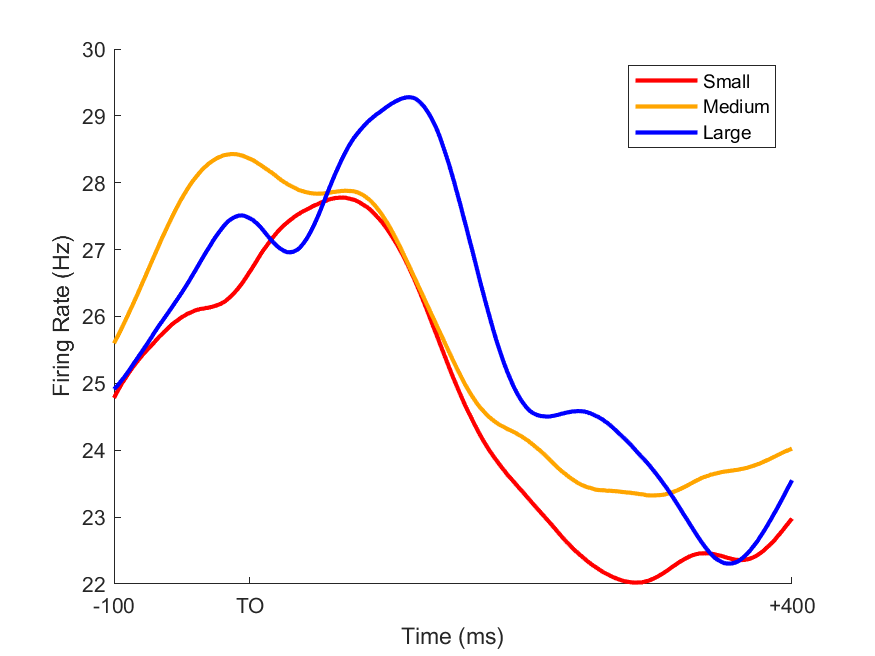 30
29
28
27
26
25
24
23
22
Firing Rate (Hz)
Small
Medium
Large
-100 TO +400
Time (ms)